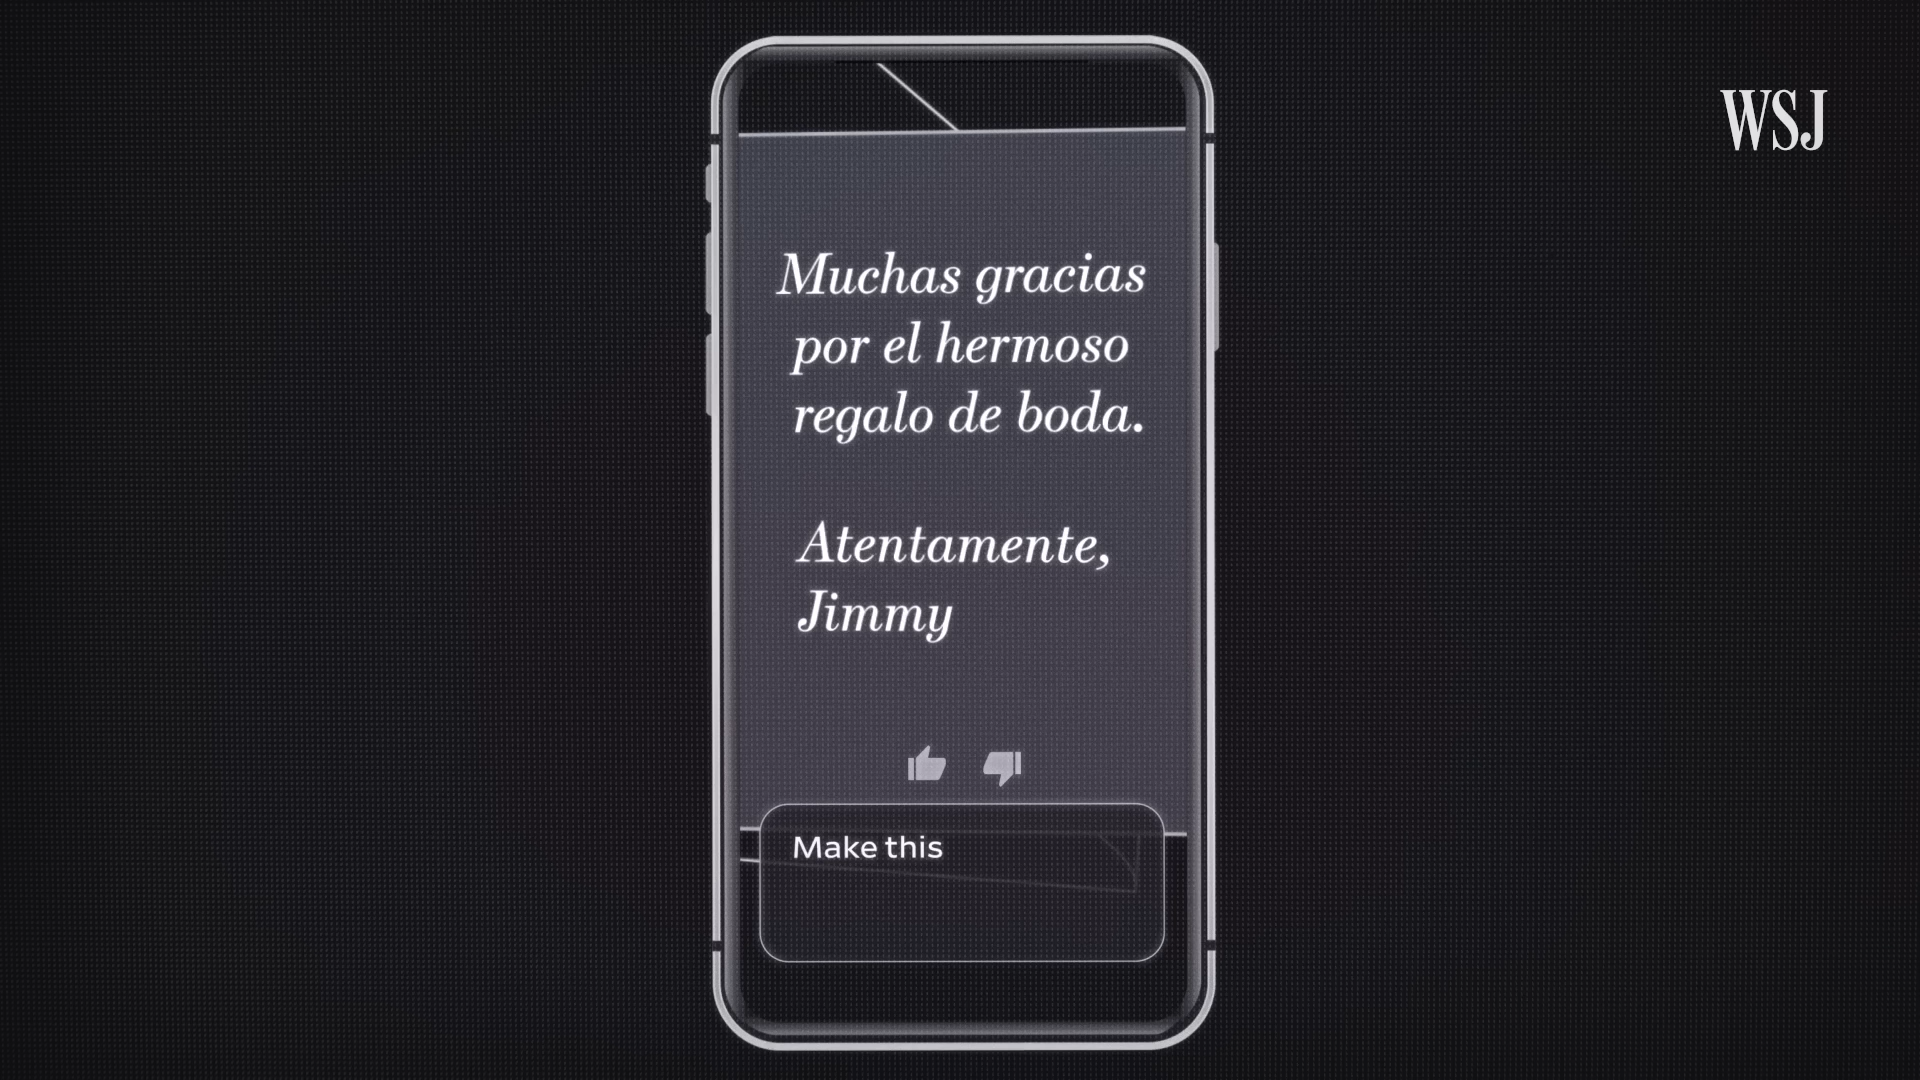 WSJ
Muchas gracias
por el hermoso
regalo de boda.
Atentamente,
Jimmy
Make this